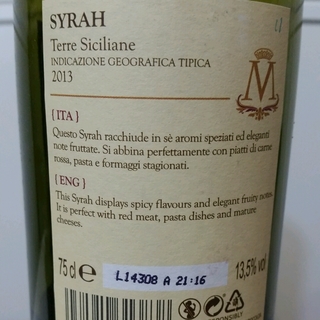 SYRAH
Terre Siciliane
INDICAZIONE GEOGRAFICA TIPICA
2013
M
{ ITA }
Questo Syrah racchiude in sè aromi speziati ed eleganti
note fruttate. Si abbina perfettamente con piatti di carne
rossa, pasta e formaggi stagionati.
{ ENG }
This Syrah displays spicy flavours and elegant fruity notes.
It is perfect with red meat, pasta dishes and mature
cheeses.
75 cl e
L14308 A 21:16
13,5% vol